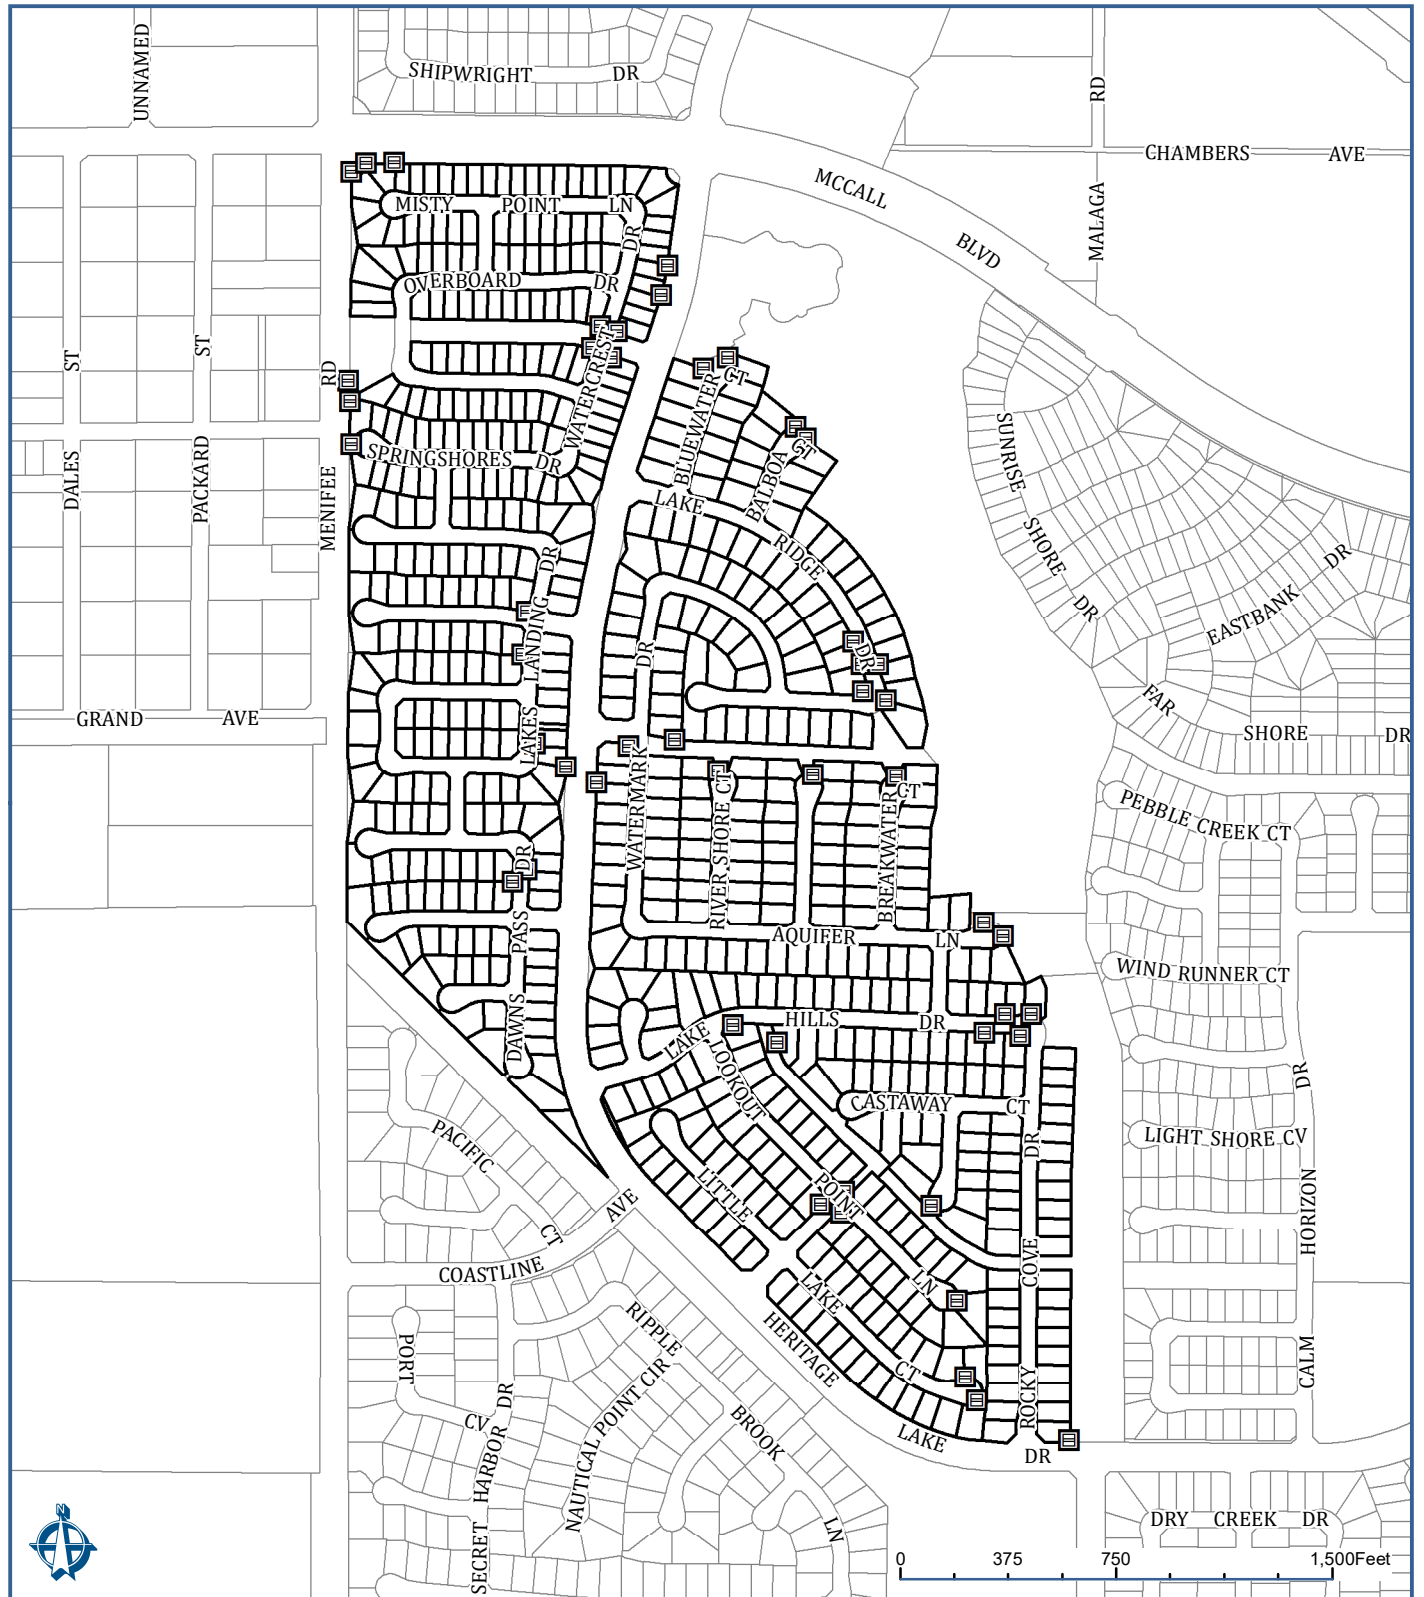 UNNAMED
SHIPWRIGHT DR
RD
CHAMBERS AVE
MCCALL BLVD
MALAGA
MISTY POINT LN
DR
OVERBOARD DR
ST
ST
RD
WATERCREST
CT
BLUEWATER
SUNRISE SHORE DR
DALES
PACKARD
MENIFEE
SPRINGSHORES DR
BALBOA CT
LAKE RIDGE DR
EASTBANK DR
DR
LANDING
LAKES
DR
FAR SHORE DR
GRAND AVE
WATERMARK
RIVER SHORE CT
BREAKWATER CT
PEBBLE CREEK CT
DR
PASS
DAWNS
AQUIFER LN
WIND RUNNER CT
LAKE HILLS DR
LOOKOUT POINT LN
CASTAWAY CT
DR
LIGHT SHORE CV
DR
HORIZON
CALM
PACIFIC CT
LITTLE LAKE CT
AVE
COASTLINE
COVE
ROCKY
HERITAGE LAKE DR
PORT CV
RIPPLE BROOK LN
NAUTICAL POINT CIR
DR
HARBOR
SECRET
DRY CREEK DR
N
0 375 750 1,500Feet